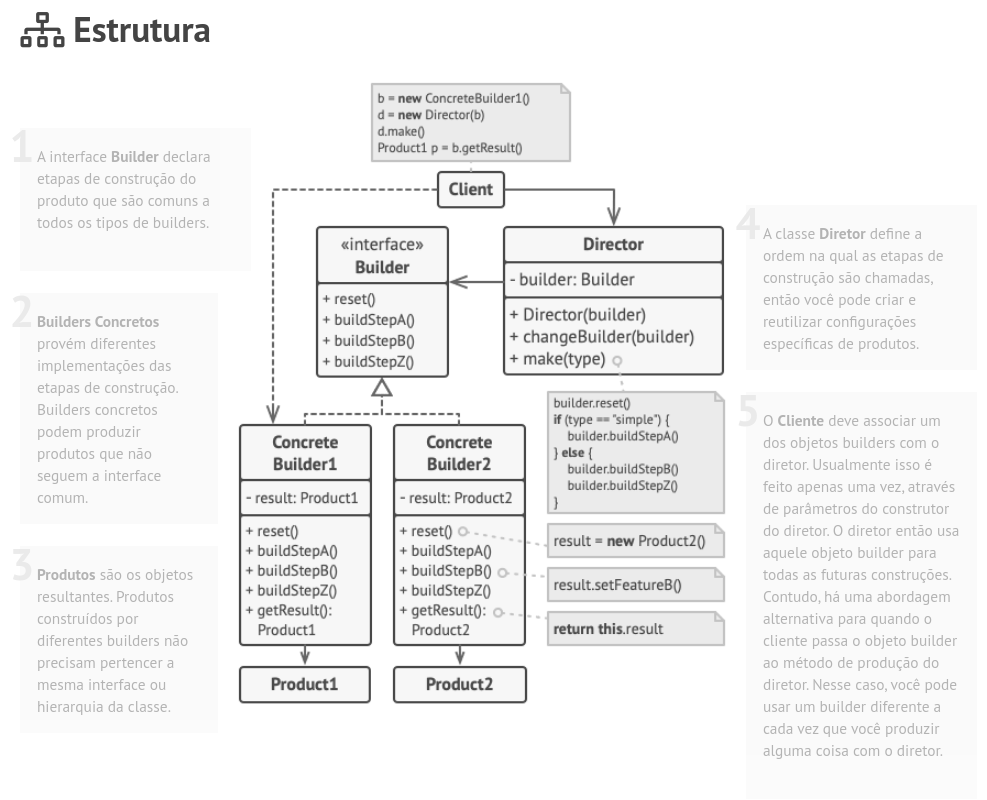 Estrutura
b = new ConcreteBuilder1()
d = new Director(b)
d.make()
Product1 p = b.getResult()
Client
1
A interface Builder declara
etapas de construção do
produto que são comuns a
todos os tipos de builders.
«interface»
Builder
+ reset()
+ buildStepA()
+ buildStepB()
+ buildStepZ()
Director
- builder: Builder
+ Director(builder)
+ changeBuilder(builder)
+ make(type)
4
A classe Diretor define a
ordem na qual as etapas de
construção são chamadas,
então você pode criar e
reutilizar configurações
específicas de produtos.
2
Builders Concretos
provém diferentes
implementações das
etapas de construção.
Builders concretos
podem produzir
produtos que não
seguem a interface
comum.
builder.reset()
if (type == "simple") {
builder.buildStepA()
} else {
builder.buildStepB()
builder.buildStepZ()
}
Concrete
Builder1
- result: Product1
+ reset()
+ buildStepA()
+ buildStepB()
+ buildStepZ()
+ getResult():
Product1
Concrete
Builder2
- result: Product2
+ reset()
+ buildStepA()
+ buildStepB()
+ buildStepZ()
+ getResult():
Product2
result = new Product2()
result.setFeatureB()
return this.result
3
Produtos são os objetos
resultantes. Produtos
construídos por
diferentes builders não
precisam pertencer a
mesma interface ou
hierarquia da classe.
Product1
Product2
5
O Cliente deve associar um
dos objetos builders com o
diretor. Usualmente isso é
feito apenas uma vez, através
de parâmetros do construtor
do diretor. O diretor então usa
aquele objeto builder para
todas as futuras construções.
Contudo, há uma abordagem
alternativa para quando o
cliente passa o objeto builder
ao método de produção do
diretor. Nesse caso, você pode
usar um builder diferente a
cada vez que você produzir
alguma coisa com o diretor.